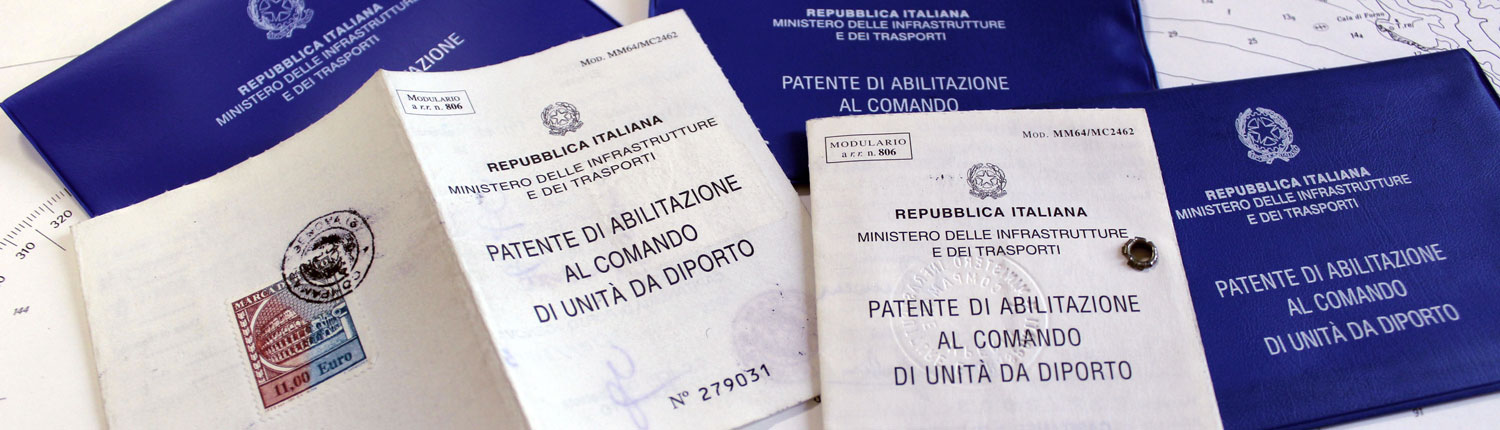 REPUBBLICA ITALIANA
MINISTERO DELLE INFRASTRUTTURE
E DEI TRASPORTI
REPUBBLICA ITALIANA
MINISTERO DELLE INFRASTRUTTURE
E DEI TRASPORTI
PATENTE DI ABILITAZIONE
AL COMANDO
320
310
144
MARCA D
11,00 Euro
MOD. MM64/MC2462
MODULARIO
a r.r. n. 806
REPUBBLICA ITALIANA
MINISTERO DELLE INFRASTRUTTURE
E DEI TRASPORTI
PATENTE DI ABILITAZIONE
AL COMANDO
DI UNITÀ DA DIPORTO
N° 279031
MOD. MM64/MC2462
MODULARIO
a r.r. n. 806
REPUBBLICA ITALIANA
MINISTERO DELLE INFRASTRUTTURE
E DEI TRASPORTI
PATENTE DI ABILITAZIONE
AL COMANDO
DI UNITÀ DA DIPORTO
REPUBBLICA ITALIANA
MINISTERO DELLE INFRASTRUTTURE
E DEI TRASPORTI
PATENTE DI ABILITAZIONE
AL COMANDO
DI UNITÀ DA DIPORTO